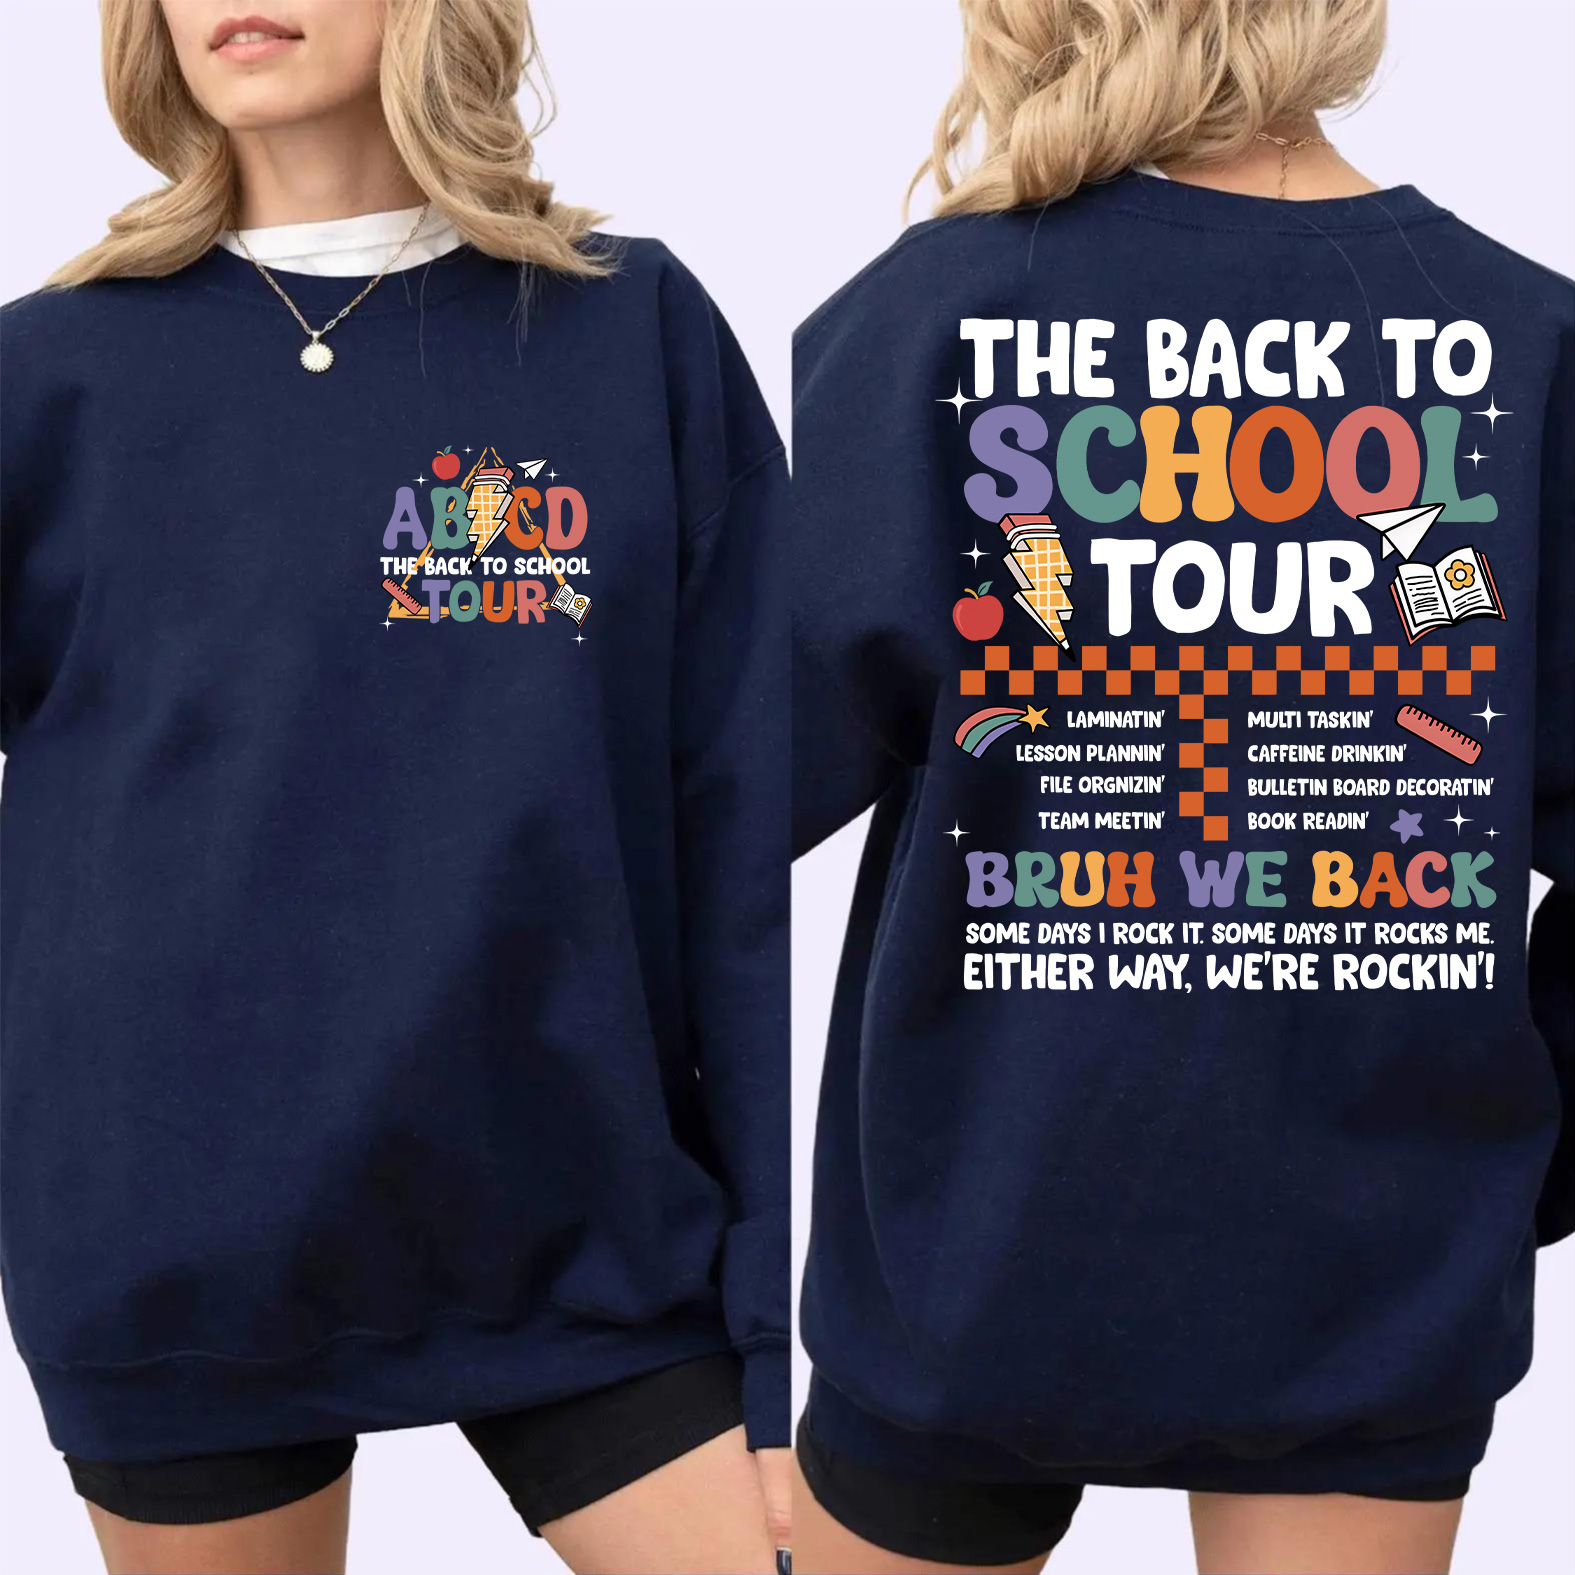 ABCD
THE BACK TO SCHOOL
TOUR
THE BACK TO
SCHOOL
TOUR
LAMINATIN'
LESSON PLANNIN'
FILE ORGNIZIN'
TEAM MEETIN'
MULTI TASKIN'
CAFFEINE DRINKIN'
BULLETIN BOARD DECORATIN'
BOOK READIN'
BRUH WE BACK
SOME DAYS I ROCK IT. SOME DAYS IT ROCKS ME.
EITHER WAY, WE'RE ROCKIN'!